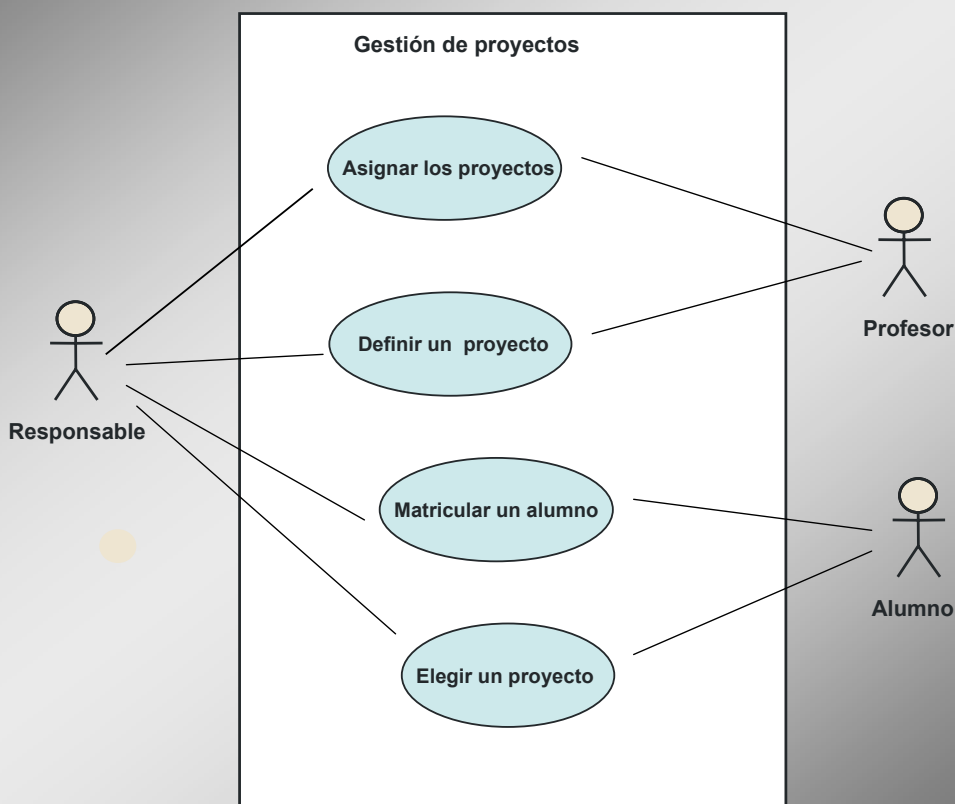 Gestión de proyectos
Asignar los proyectos
Profesor
Definir un proyecto
Responsable
Matricular un alumno
Alumno
Elegir un proyecto